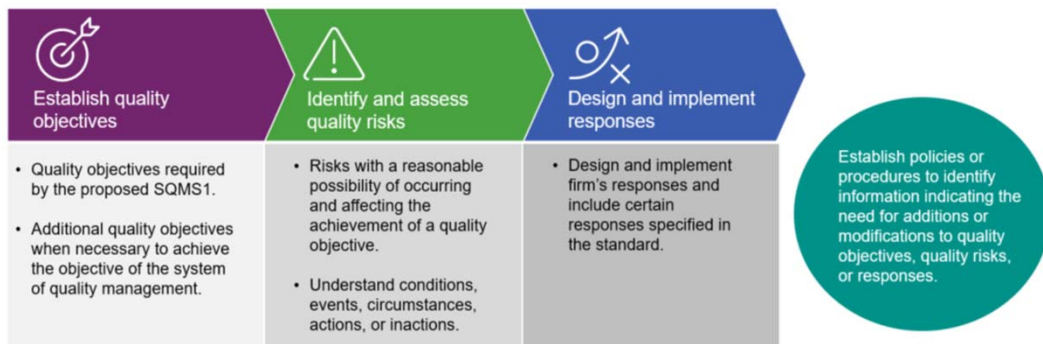 Establish quality
objectives
Identify and assess
quality risks
Design and implement
responses
• Quality objectives required
by the proposed SQMS1.
• Additional quality objectives
when necessary to achieve
the objective of the system
of quality management.
• Risks with a reasonable
possibility of occurring
and affecting the
achievement of a quality
objective.
• Understand conditions,
events, circumstances,
actions, or inactions.
• Design and implement
firm's responses and
include certain
responses specified in
the standard.
Establish policies or
procedures to identify
information indicating the
need for additions or
modifications to quality
objectives, quality risks,
or responses.